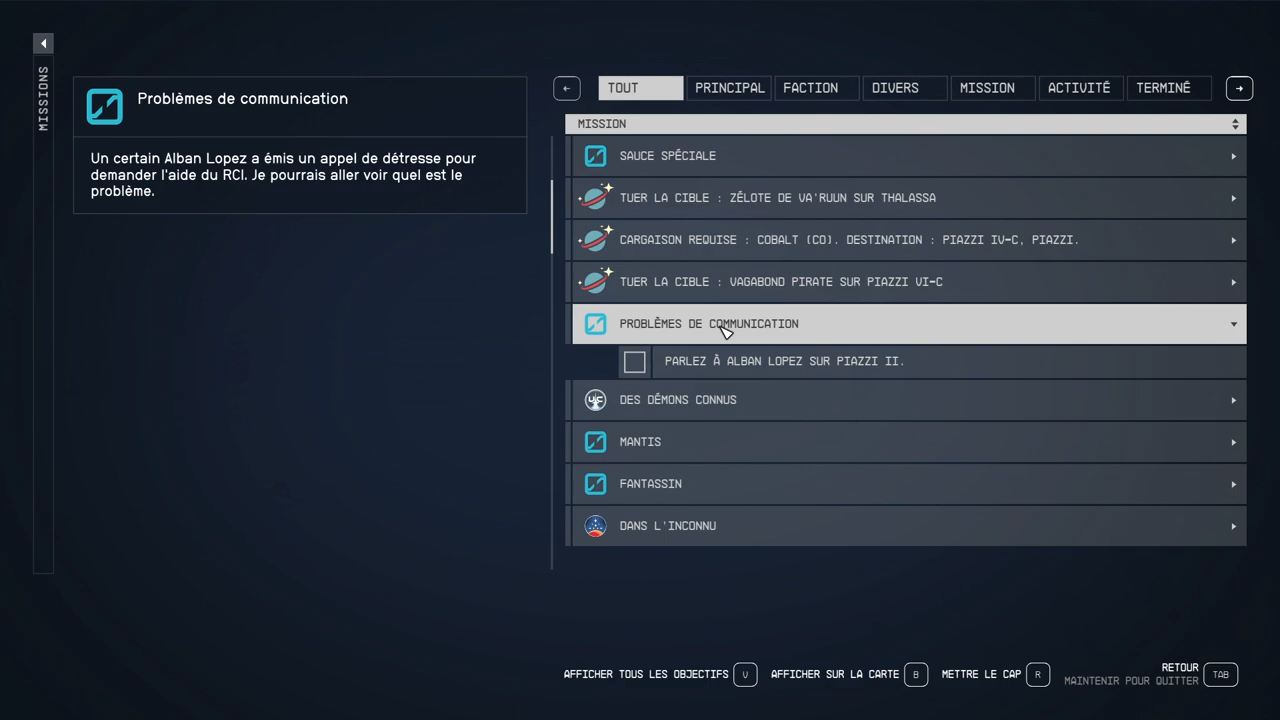 MISSIONS
Problèmes de communication
Un certain Alban Lopez a émis un appel de détresse pour
demander l'aide du RCI. Je pourrais aller voir quel est le
problème.
TOUT
PRINCIPAL
FACTION
DIVERS
MISSION
ACTIVITÉ
TERMINÉ
MISSION
SAUCE SPÉCIALE
TUER LA CIBLE : ZÉLOTE DE VA'RUUN SUR THALASSA
CARGAISON REQUISE : COBALT (CO). DESTINATION : PIAZZI IV-C, PIAZZI.
TUER LA CIBLE : VAGABOND PIRATE SUR PIAZZI VI-C
PROBLÈMES DE COMMUNICATION
PARLEZ À ALBAN LOPEZ SUR PIAZZI II.
UC
DES DÉMONS CONNUS
MANTIS
FANTASSIN
DANS L'INCONNU
AFFICHER TOUS LES OBJECTIFS V
AFFICHER SUR LA CARTE B
METTRE LE CAP R
RETOUR
MAINTENIR POUR QUITTER
TAB